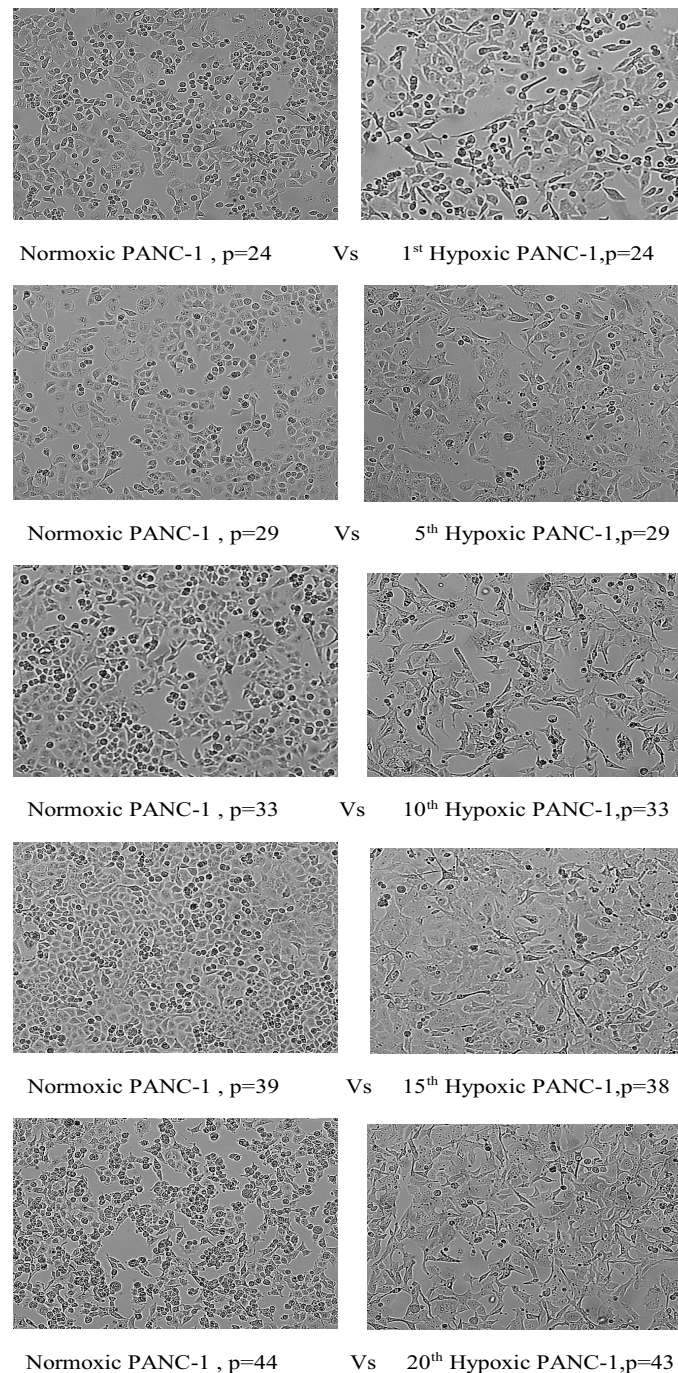 Normoxic PANC-1 , p=24 Vs 1st Hypoxic PANC-1,p=24
Normoxic PANC-1 , p=29 Vs 5th Hypoxic PANC-1,p=29
Normoxic PANC-1 , p=33 Vs 10th Hypoxic PANC-1,p=33
Normoxic PANC-1 , p=39 Vs 15th Hypoxic PANC-1,p=38
Normoxic PANC-1 , p=44 Vs 20th Hypoxic PANC-1,p=43